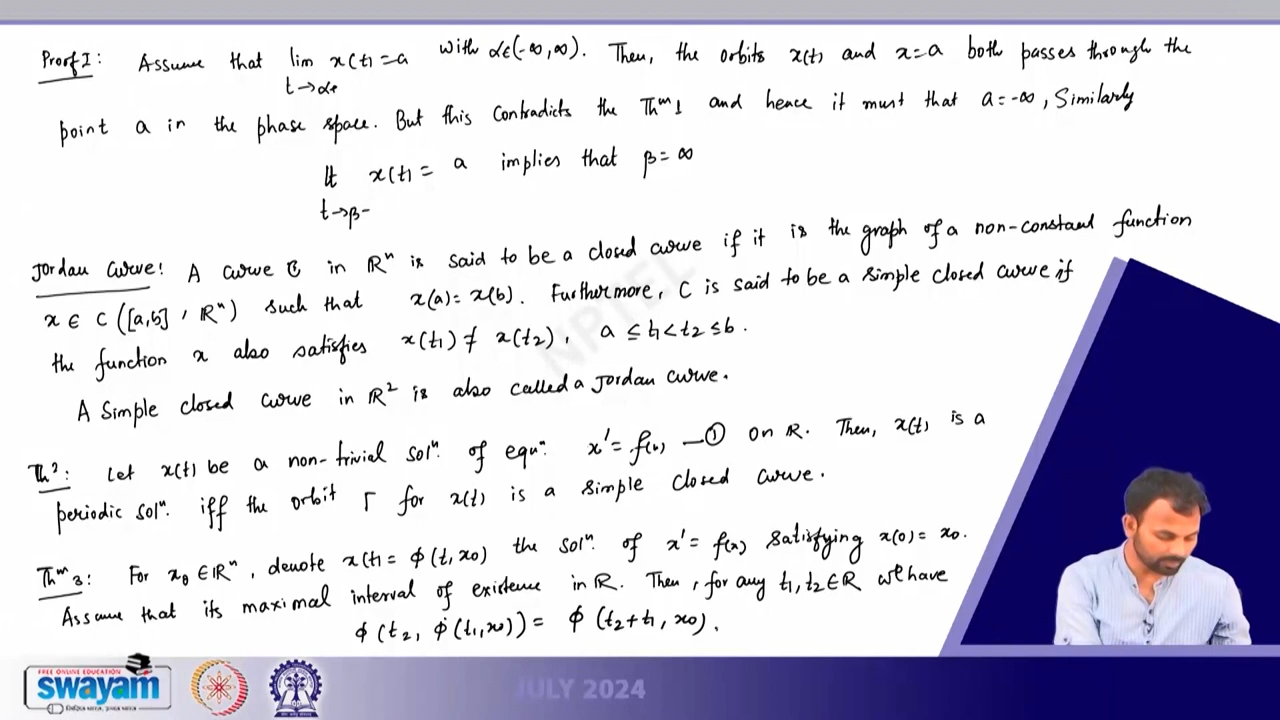 Proof I: Assume that lim x(t) = a with α∈(-∞,∞). Then, the orbits x(t) and x=a both passes through the
t→α+
point a in the phase space. But this contradicts the Thm 1 and hence it must that a=-∞, Similarly
lt x(t) = a implies that β=∞
t→β-
Jordan curve: A curve C in ℝⁿ is said to be a closed curve if it is the graph of a non-constant function
x ∈ C ([a,b], ℝⁿ) such that x(a)=x(b). Furthermore, C is said to be a simple closed curve if
the function x also satisfies x(t₁) ≠ x(t₂), a ≤ t₁ < t₂ ≤ b.
A Simple closed curve in ℝ² is also called a Jordan curve.
Th²: Let x(t) be a non-trivial solⁿ. of equⁿ. x' = f(x) —① on ℝ. Then, x(t) is a
periodic solⁿ. iff the orbit Γ for x(t) is a simple closed curve.
Thᵐ 3: For x₀ ∈ ℝⁿ, denote x(t) = ϕ(t,x₀) the solⁿ of x' = f(x) satisfying x(0) = x₀.
Assume that its maximal interval of existence in ℝ. Then, for any t₁,t₂∈ℝ we have
ϕ(t₂, ϕ(t₁,x₀)) = ϕ(t₂+t₁, x₀).
NPTEL
FREE ONLINE EDUCATION
swayam
JULY 2024